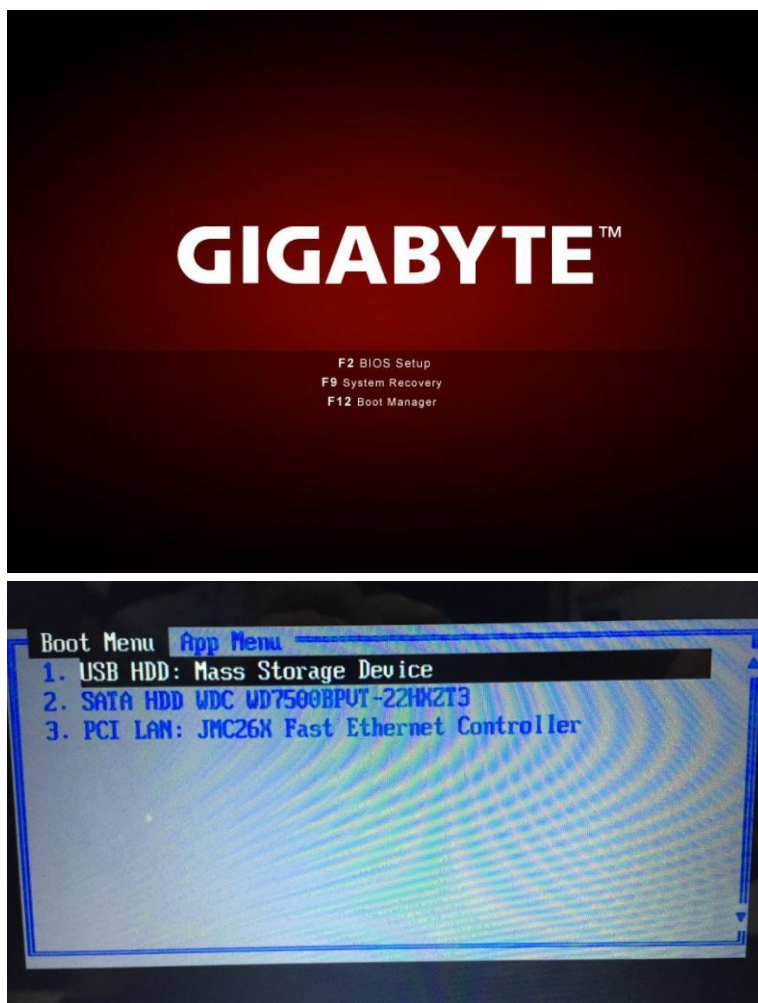 GIGABYTE™
F2 BIOS Setup
F9 System Recovery
F12 Boot Manager
Boot Menu App Menu
1. USB HDD: Mass Storage Device
2. SATA HDD WDC WD7500BPVT-22HXZT3
3. PCI LAN: JMC26X Fast Ethernet Controller